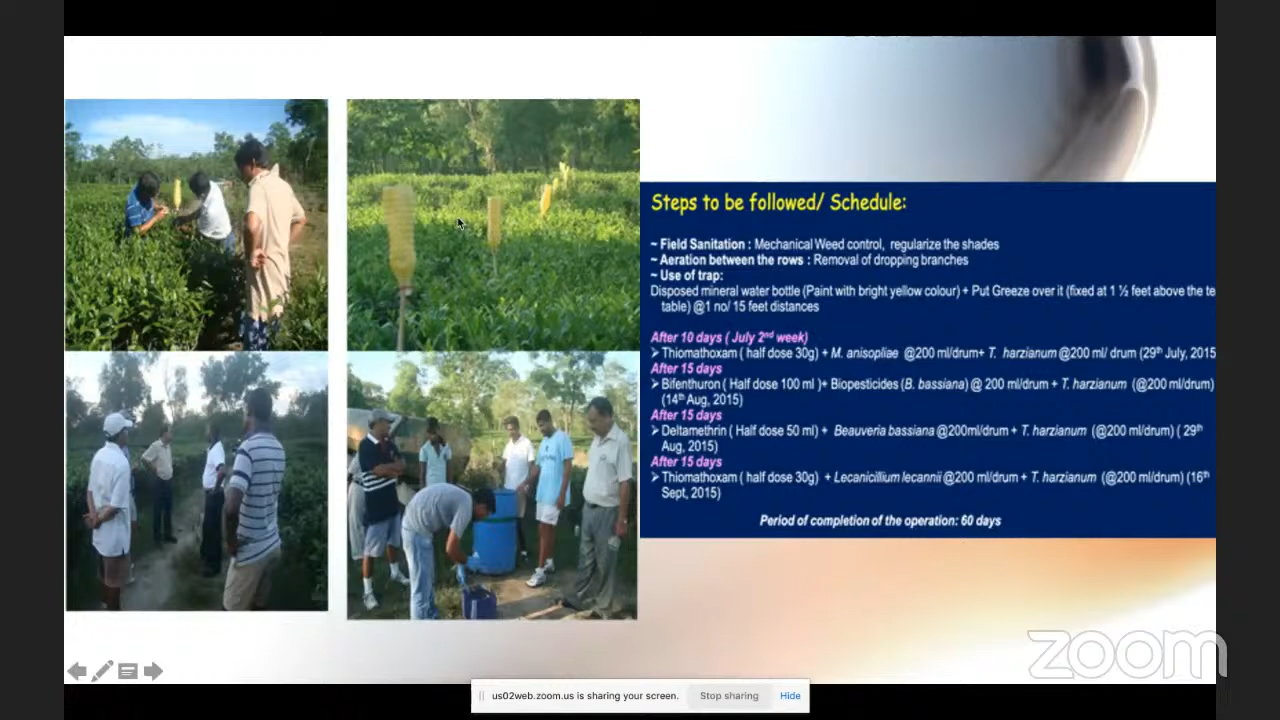 Steps to be followed/ Schedule:
~ Field Sanitation : Mechanical Weed control, regularize the shades
~ Aeration between the rows : Removal of dropping branches
~ Use of trap:
Disposed mineral water bottle (Paint with bright yellow colour) + Put Greeze over it (fixed at 1 ½ feet above the te
table) @1 no/ 15 feet distances
After 10 days ( July 2nd week)
➢ Thiomathoxam ( half dose 30g) + M. anisopliae @200 ml/drum+ T. harzianum @200 ml/ drum (29th July, 2015
After 15 days
➢ Bifenthuron ( Half dose 100 ml )+ Biopesticides (B. bassiana) @ 200 ml/drum + T. harzianum (@200 ml/drum)
(14th Aug, 2015)
After 15 days
➢ Deltamethrin ( Half dose 50 ml) + Beauveria bassiana @200ml/drum + T. harzianum (@200 ml/drum) ( 29th
Aug, 2015)
After 15 days
➢ Thiomathoxam ( half dose 30g) + Lecanicillium lecannii @200 ml/drum + T. harzianum (@200 ml/drum) (16th
Sept, 2015)
Period of completion of the operation: 60 days
zoom
us02web.zoom.us is sharing your screen.
Stop sharing
Hide